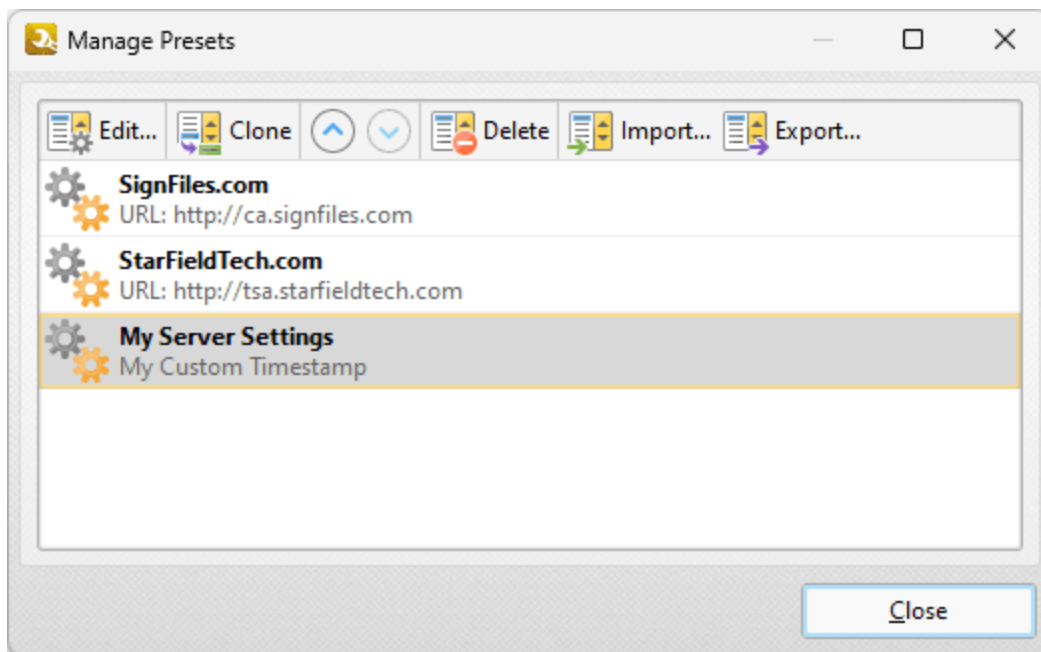 Manage Presets
Edit... Clone Delete Import... Export...
SignFiles.com
URL: http://ca.signfiles.com
StarFieldTech.com
URL: http://tsa.starfieldtech.com
My Server Settings
My Custom Timestamp
Close